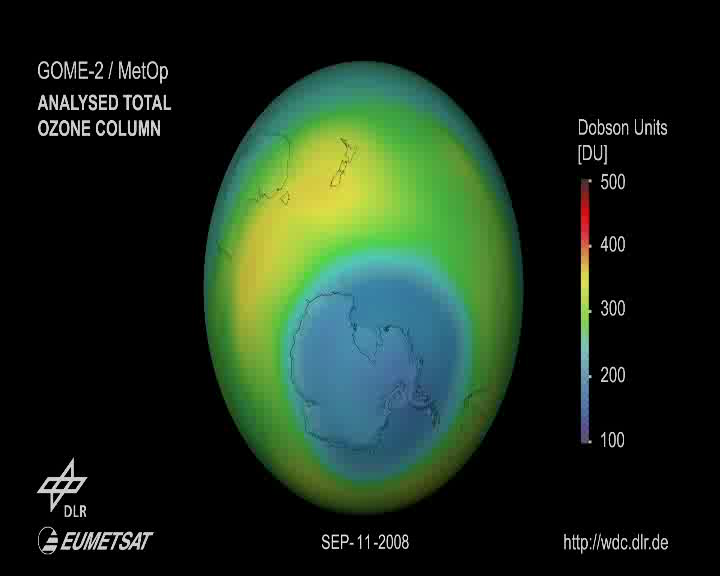 GOME-2 / MetOp
ANALYSED TOTAL
OZONE COLUMN
Dobson Units
[DU]
500
400
300
200
100
DLR
EUMETSAT
SEP-11-2008
http://wdc.dlr.de